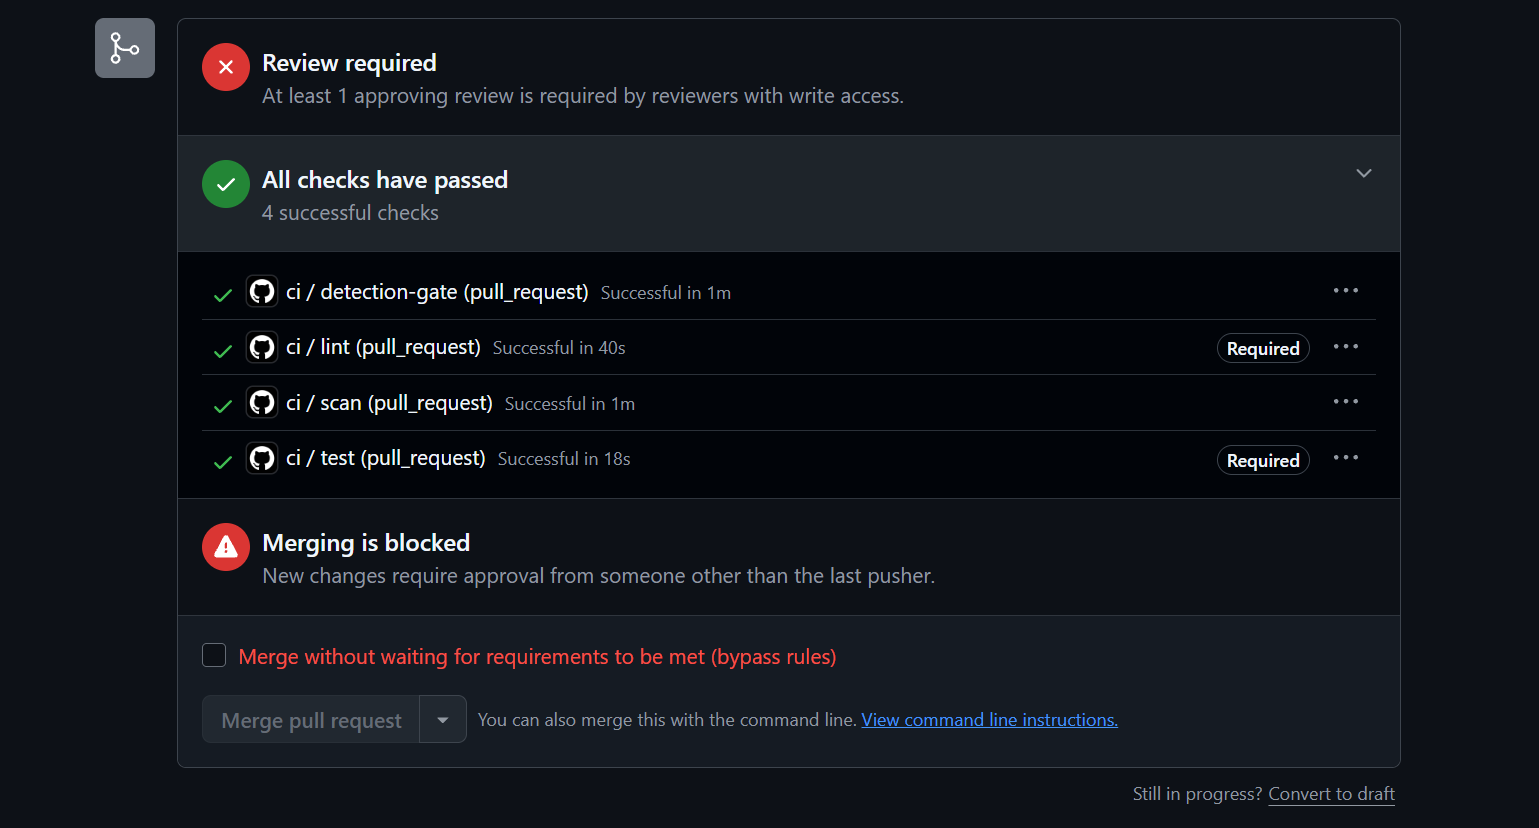 Review required
At least 1 approving review is required by reviewers with write access.
All checks have passed
4 successful checks
ci / detection-gate (pull_request) Successful in 1m
ci / lint (pull_request) Successful in 40s Required
ci / scan (pull_request) Successful in 1m
ci / test (pull_request) Successful in 18s Required
Merging is blocked
New changes require approval from someone other than the last pusher.
Merge without waiting for requirements to be met (bypass rules)
Merge pull request You can also merge this with the command line. View command line instructions.
Still in progress? Convert to draft